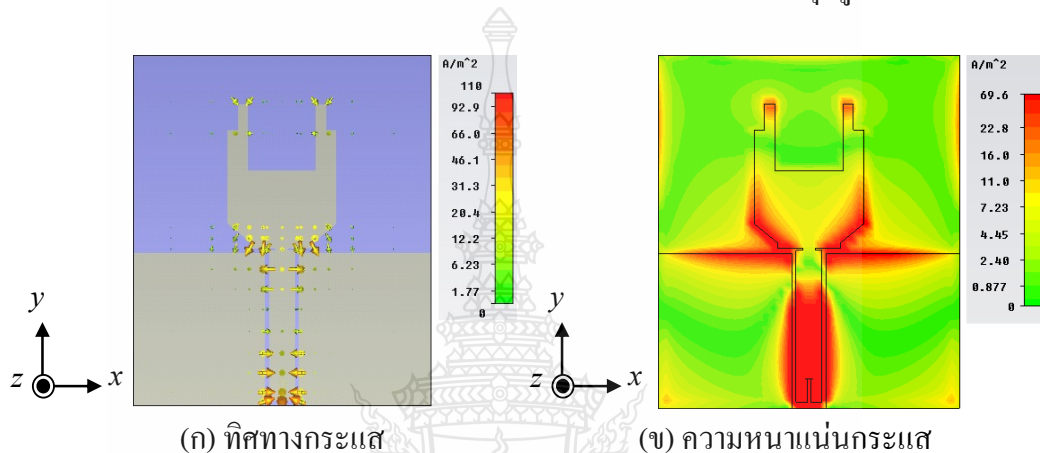 A/m^2
110
92.9
66.0
46.1
31.3
20.4
12.2
6.23
1.77
0
y
z
x
(ก) ทิศทางกระแส
A/m^2
69.6
22.8
16.0
11.0
7.23
4.45
2.40
0.877
0
y
z
x
(ข) ความหนาแน่นกระแส